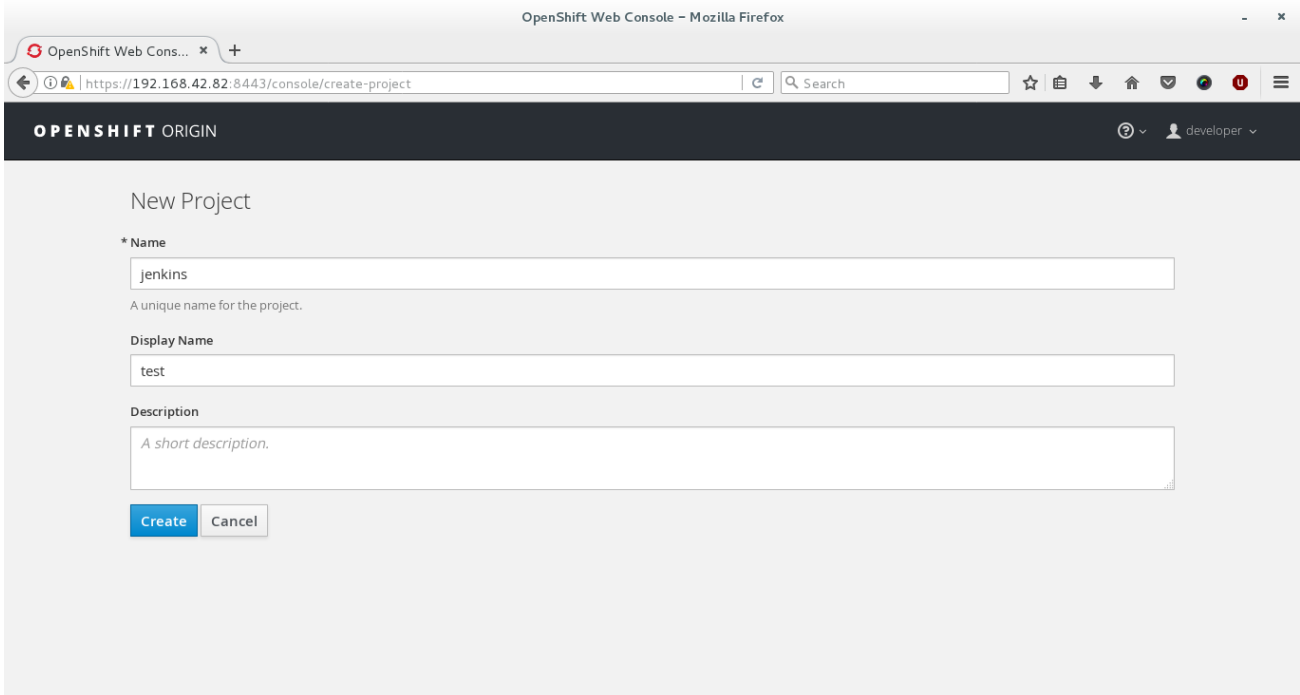 OpenShift Web Console – Mozilla Firefox
OpenShift Web Cons...
https://192.168.42.82:8443/console/create-project
Search
OPENSHIFT ORIGIN
developer
New Project
* Name
jenkins
A unique name for the project.
Display Name
test
Description
A short description.
Create Cancel